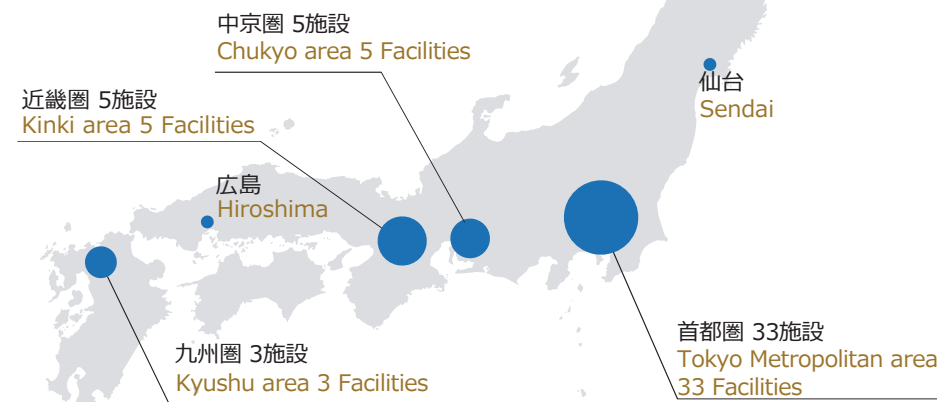 中京圏 5施設
Chukyo area 5 Facilities
仙台
Sendai
近畿圏 5施設
Kinki area 5 Facilities
広島
Hiroshima
首都圏 33施設
Tokyo Metropolitan area
33 Facilities
九州圏 3施設
Kyushu area 3 Facilities